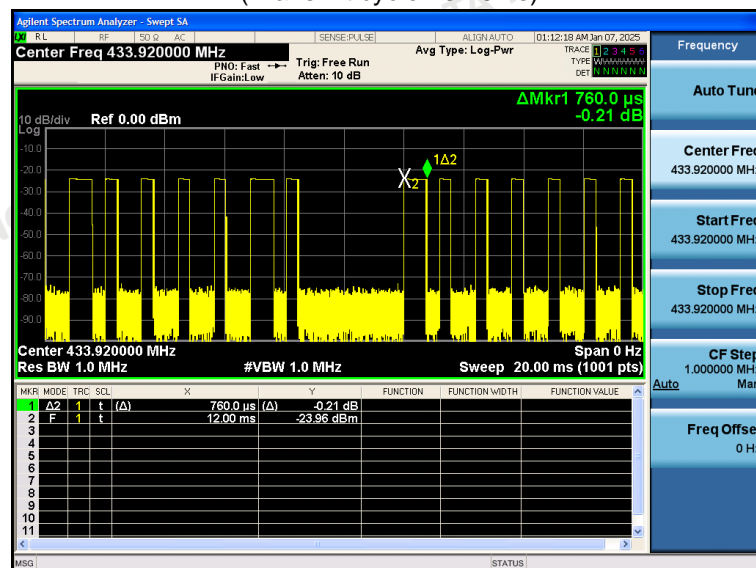 Agilent Spectrum Analyzer - Swept SA
LXI RL RF 50 Ω AC SENSE:PULSE ALIGN AUTO 01:12:18 AM Jan 07, 2025
Center Freq 433.920000 MHz
PNO: Fast
IFGain:Low
Trig: Free Run
Atten: 10 dB
Avg Type: Log-Pwr
TRACE 1 2 3 4 5 6
TYPE
DET N N N N N N
ΔMkr1 760.0 µs
-0.21 dB
10 dB/div Ref 0.00 dBm
Log
-10.0
-20.0
-30.0
-40.0
-50.0
-60.0
-70.0
-80.0
-90.0
X2
1Δ2
Center 433.920000 MHz Span 0 Hz
Res BW 1.0 MHz #VBW 1.0 MHz Sweep 20.00 ms (1001 pts)
MKR MODE TRC SCL X Y FUNCTION FUNCTION WIDTH FUNCTION VALUE
1 Δ2 1 t (Δ) 760.0 µs (Δ) -0.21 dB
2 F 1 t 12.00 ms -23.96 dBm
3
4
5
6
7
8
9
10
11
MSG STATUS
Frequency
Auto Tune
Center Freq
433.920000 MHz
Start Freq
433.920000 MHz
Stop Freq
433.920000 MHz
CF Step
1.000000 MHz
Auto Man
Freq Offset
0 Hz